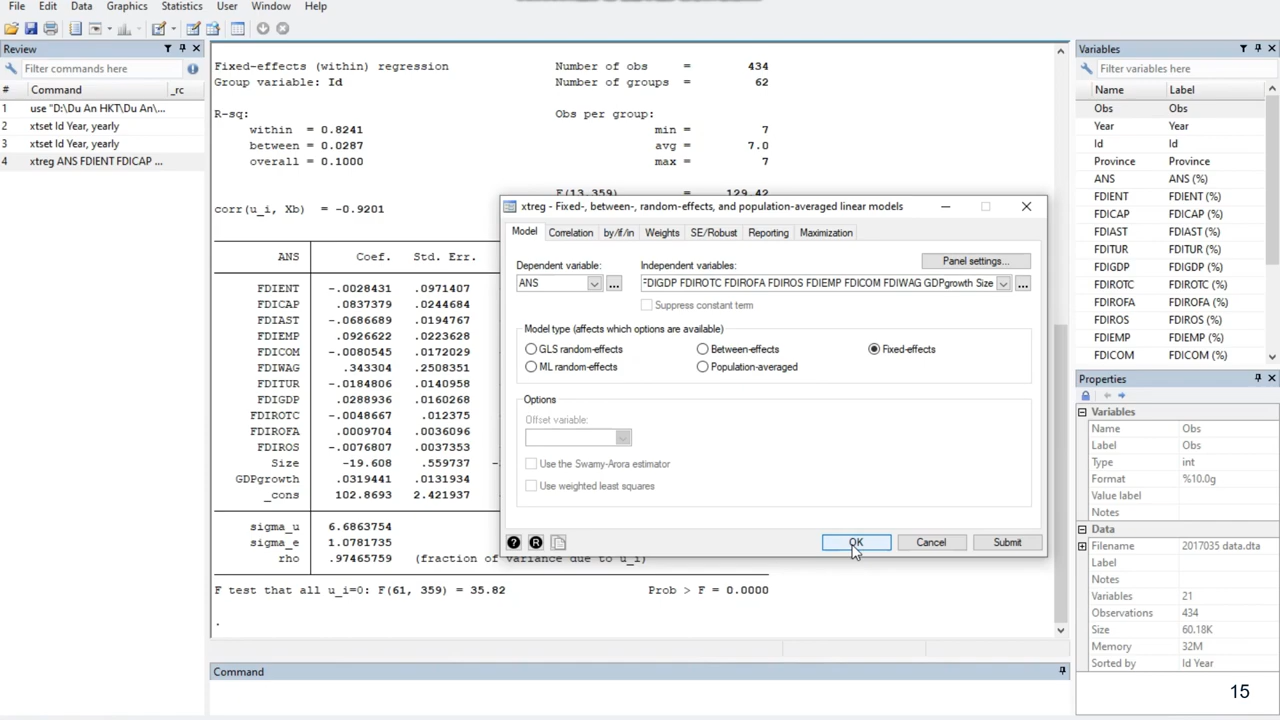 File Edit Data Graphics Statistics User Window Help
Review
Filter commands here
# Command _rc
1 use "D:\Du An HKT\Du An\...
2 xtset Id Year, yearly
3 xtset Id Year, yearly
4 xtreg ANS FDIENT FDICAP ...
Fixed-effects (within) regression Number of obs = 434
Group variable: Id Number of groups = 62
R-sq: Obs per group:
within = 0.8241 min = 7
between = 0.0287 avg = 7.0
overall = 0.1000 max = 7
F(13,359) = 129.42
corr(u_i, Xb) = -0.9201
ANS Coef. Std. Err.
FDIENT -.0028431 .0971407
FDICAP .0837379 .0244684
FDIAST -.0686689 .0194767
FDIEMP .0926622 .0223628
FDICOM -.0080545 .0172029
FDIWAG .343304 .2508351
FDITUR -.0184806 .0140958
FDIGDP .0288936 .0160268
FDIROTC -.0048667 .012375
FDIROFA .0009704 .0036096
FDIROS -.0076807 .0037353
Size -19.608 .559737
GDPgrowth .0319441 .0131934
_cons 102.8693 2.421937
sigma_u 6.6863754
sigma_e 1.0781735
rho .97465759 (fraction of variance due to u_i)
F test that all u_i=0: F(61, 359) = 35.82 Prob > F = 0.0000
.
Command
xtreg - Fixed-, between-, random-effects, and population-averaged linear models
Model Correlation by/if/in Weights SE/Robust Reporting Maximization
Panel settings...
Dependent variable: Independent variables:
ANS ... FDIGDP FDIROTC FDIROFA FDIROS FDIEMP FDICOM FDIWAG GDPgrowth Size ...
Suppress constant term
Model type (affects which options are available)
GLS random-effects Between-effects Fixed-effects
ML random-effects Population-averaged
Options
Offset variable:
Use the Swamy-Arora estimator
Use weighted least squares
? R OK Cancel Submit
Variables
Filter variables here
Name Label
Obs Obs
Year Year
Id Id
Province Province
ANS ANS (%)
FDIENT FDIENT (%)
FDICAP FDICAP (%)
FDIAST FDIAST (%)
FDITUR FDITUR (%)
FDIGDP FDIGDP (%)
FDIROTC FDIROTC (%)
FDIROFA FDIROFA (%)
FDIROS FDIROS (%)
FDIEMP FDIEMP (%)
FDICOM FDICOM (%)
Properties
Variables
Name Obs
Label Obs
Type int
Format %10.0g
Value label
Notes
Data
Filename 2017035 data.dta
Label
Notes
Variables 21
Observations 434
Size 60.18K
Memory 32M
Sorted by Id Year
15